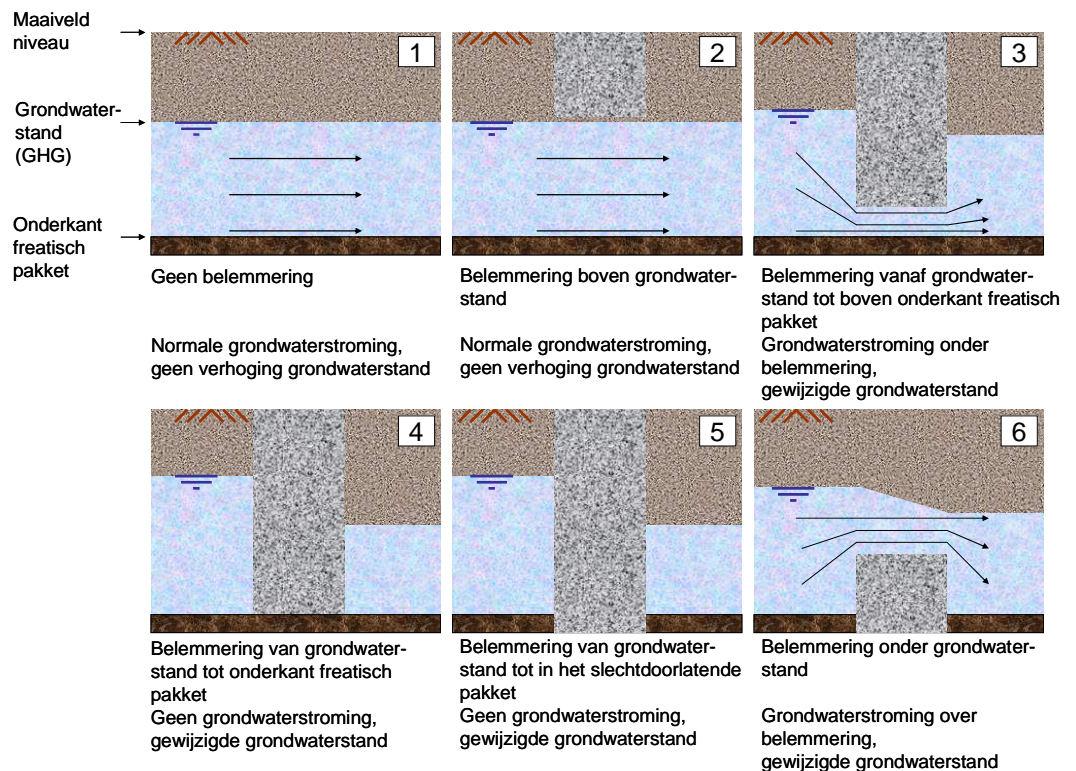 Maaiveld
niveau
Grondwater-
stand
(GHG)
Onderkant
freatisch
pakket
1
Geen belemmering
Normale grondwaterstroming,
geen verhoging grondwaterstand
2
Belemmering boven grondwater-
stand
Normale grondwaterstroming,
geen verhoging grondwaterstand
3
Belemmering vanaf grondwater-
stand tot boven onderkant freatisch
pakket
Grondwaterstroming onder
belemmering,
gewijzigde grondwaterstand
4
Belemmering van grondwater-
stand tot onderkant freatisch
pakket
Geen grondwaterstroming,
gewijzigde grondwaterstand
5
Belemmering van grondwater-
stand tot in het slechtdoorlatende
pakket
Geen grondwaterstroming,
gewijzigde grondwaterstand
6
Belemmering onder grondwater-
stand
Grondwaterstroming over
belemmering,
gewijzigde grondwaterstand